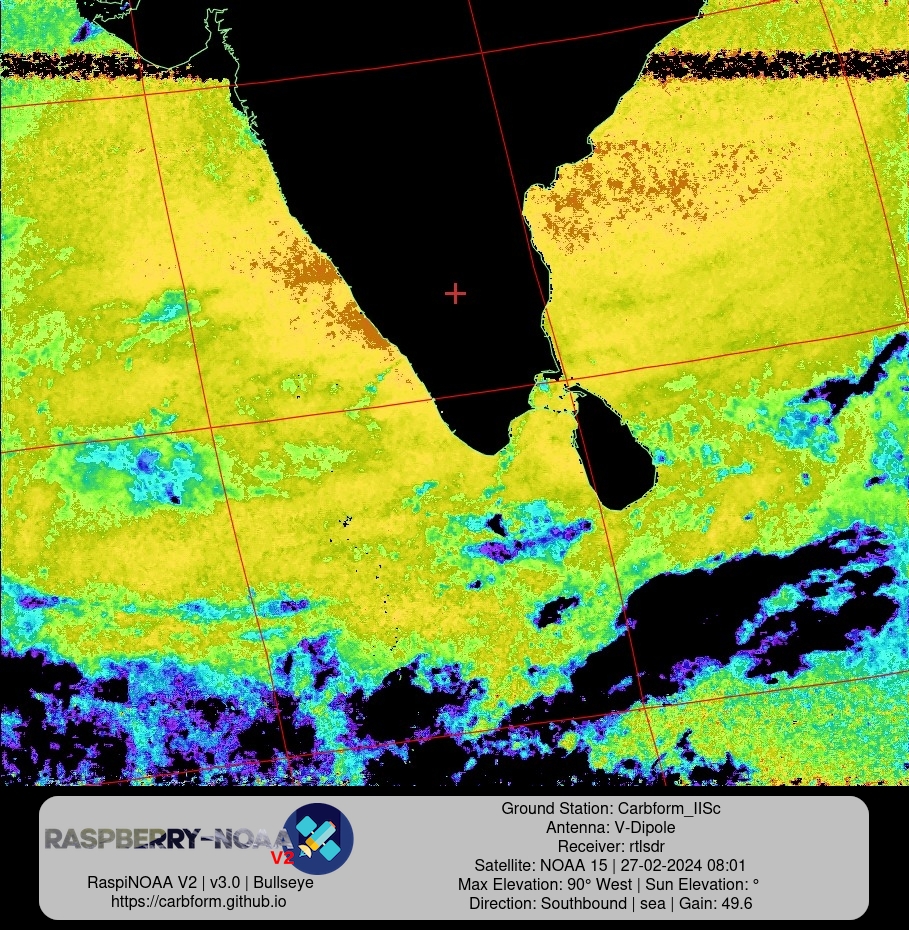 RASPBERRY-NOAA
V2
RaspiNOAA V2 | v3.0 | Bullseye
https://carbform.github.io
Ground Station: Carbform_IISc
Antenna: V-Dipole
Receiver: rtlsdr
Satellite: NOAA 15 | 27-02-2024 08:01
Max Elevation: 90° West | Sun Elevation: °
Direction: Southbound | sea | Gain: 49.6